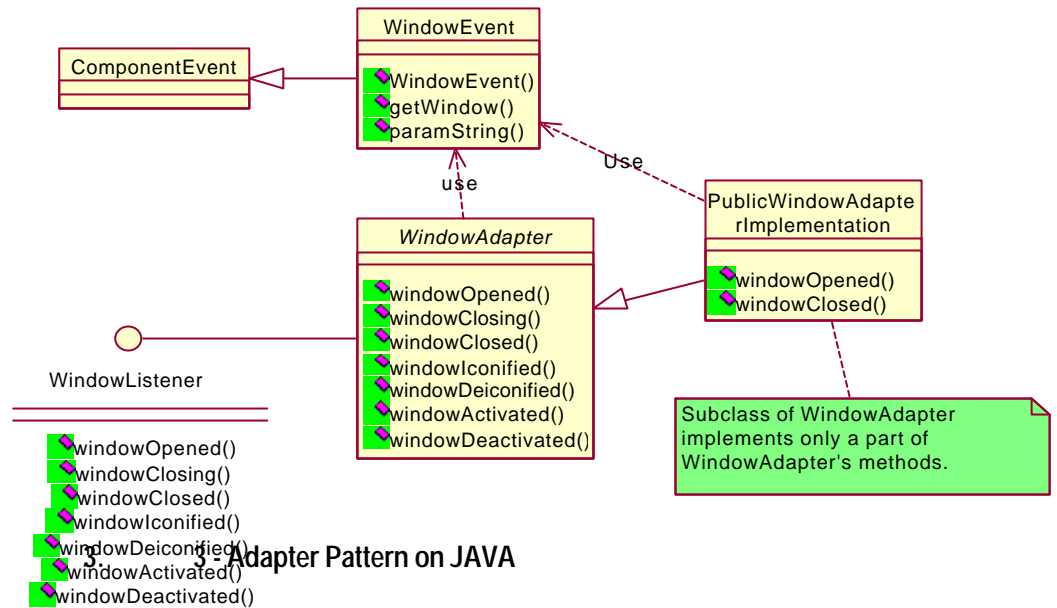 WindowEvent
WindowEvent()
getWindow()
paramString()
ComponentEvent
use
Use
PublicWindowAdapte
rImplementation
windowOpened()
windowClosed()
WindowAdapter
windowOpened()
windowClosing()
windowClosed()
windowIconified()
windowDeiconified()
windowActivated()
windowDeactivated()
WindowListener
windowOpened()
windowClosing()
windowClosed()
windowIconified()
windowDeiconified()
windowActivated()
windowDeactivated()
Subclass of WindowAdapter
implements only a part of
WindowAdapter's methods.
3. 3 - Adapter Pattern on JAVA